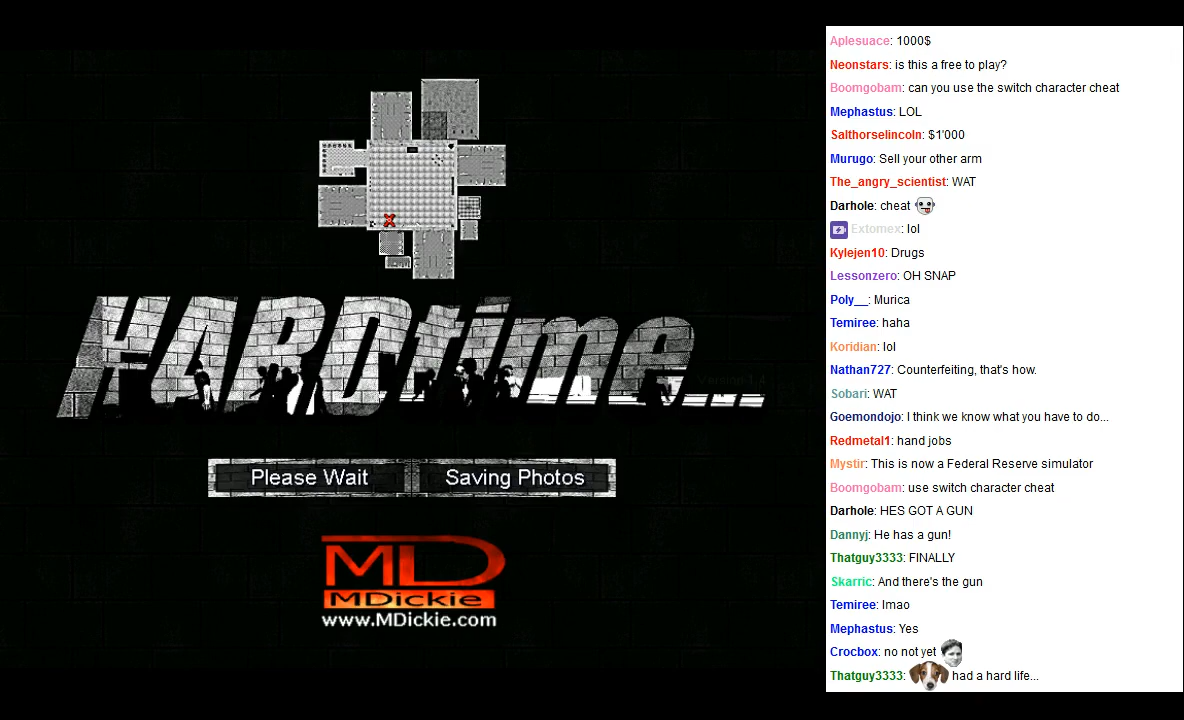 HARDtime...
Version 1.4
Please Wait
Saving Photos
MD
MDickie
www.MDickie.com
Aplesuace: 1000$
Neonstars: is this a free to play?
Boomgobam: can you use the switch character cheat
Mephastus: LOL
Salthorselincoln: $1'000
Murugo: Sell your other arm
The_angry_scientist: WAT
Darhole: cheat
Extomex: lol
Kylejen10: Drugs
Lessonzero: OH SNAP
Poly__: Murica
Temiree: haha
Koridian: lol
Nathan727: Counterfeiting, that's how.
Sobari: WAT
Goemondojo: I think we know what you have to do...
Redmetal1: hand jobs
Mystir: This is now a Federal Reserve simulator
Boomgobam: use switch character cheat
Darhole: HES GOT A GUN
Dannyj: He has a gun!
Thatguy3333: FINALLY
Skarric: And there's the gun
Temiree: lmao
Mephastus: Yes
Crocbox: no not yet
Thatguy3333: had a hard life...